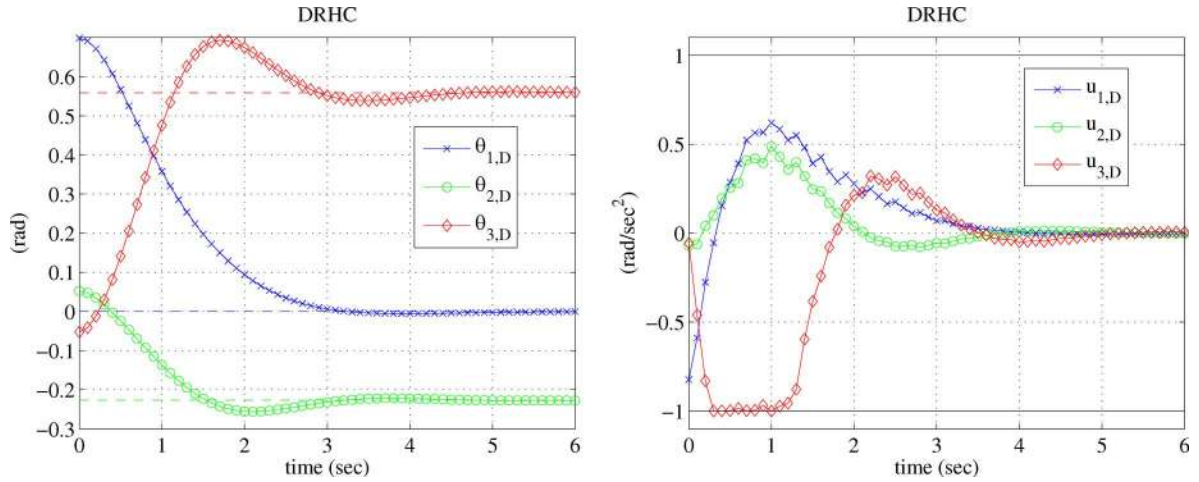 DRHC
0.6
0.5
0.4
0.3
0.2
0.1
0
−0.1
−0.2
−0.3
(rad)
θ1,D
θ2,D
θ3,D
0 1 2 3 4 5 6
time (sec)
DRHC
1
0.5
0
−0.5
−1
(rad/sec²)
u1,D
u2,D
u3,D
0 1 2 3 4 5 6
time (sec)